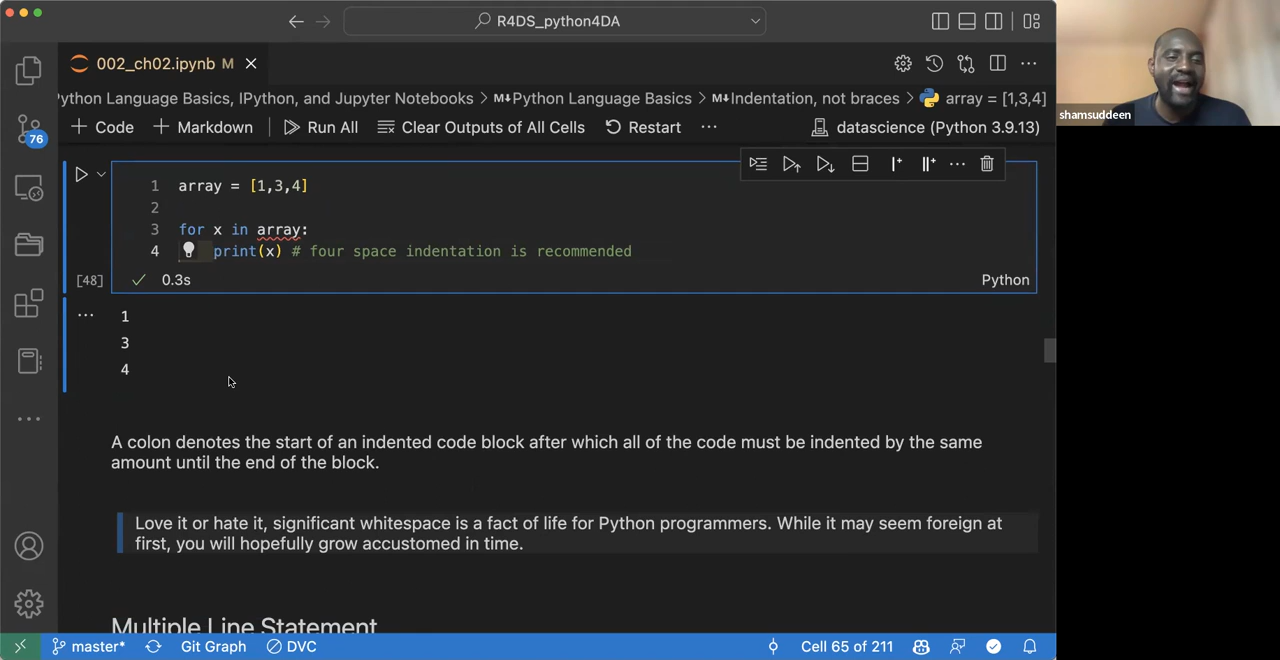 R4DS_python4DA
002_ch02.ipynb M
ython Language Basics, IPython, and Jupyter Notebooks > M↓Python Language Basics > M↓Indentation, not braces > array = [1,3,4]
+ Code + Markdown Run All Clear Outputs of All Cells Restart ... datascience (Python 3.9.13)
shamsuddeen
76
1 array = [1,3,4]
2
3 for x in array:
4 print(x) # four space indentation is recommended
[48] 0.3s Python
1
3
4
A colon denotes the start of an indented code block after which all of the code must be indented by the same
amount until the end of the block.
Love it or hate it, significant whitespace is a fact of life for Python programmers. While it may seem foreign at
first, you will hopefully grow accustomed in time.
Multiple Line Statement
master* Git Graph DVC Cell 65 of 211